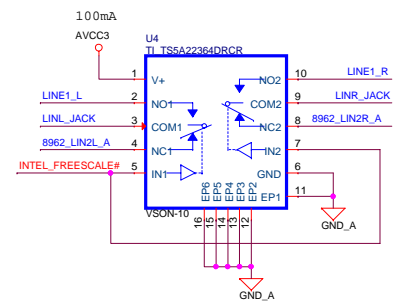 100mA
AVCC3
U4
TI_TS5A22364DRCR
1 V+ NO2 10 LINE1_R
LINE1_L 2 NO1 COM2 9 LINR_JACK
LINL_JACK 3 COM1 NC2 8 8962_LIN2R_A
8962_LIN2L_A 4 NC1 IN2 7
INTEL_FREESCALE# 5 IN1 GND 6
EP1 11
EP6 EP5 EP4 EP3 EP2
VSON-10
16 15 14 13 12
GND_A
GND_A